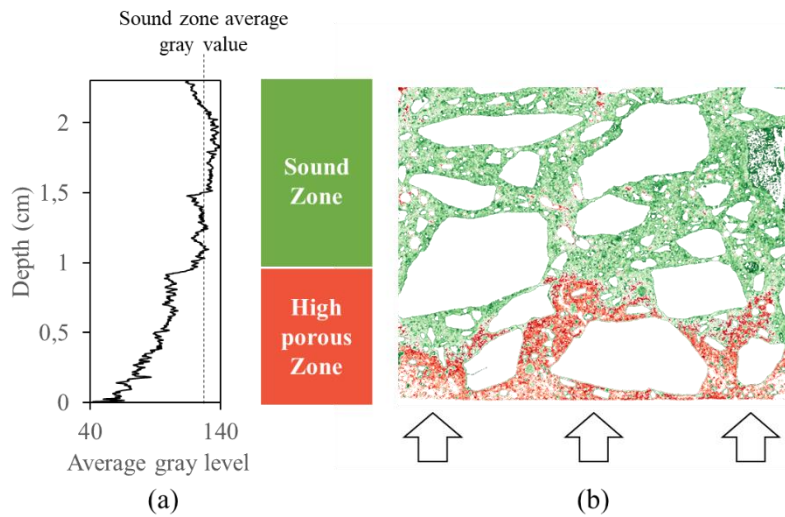 Sound zone average
gray value
2
1,5
1
0,5
0
Depth (cm)
40
140
Average gray level
(a)
Sound
Zone
High
porous
Zone
(b)